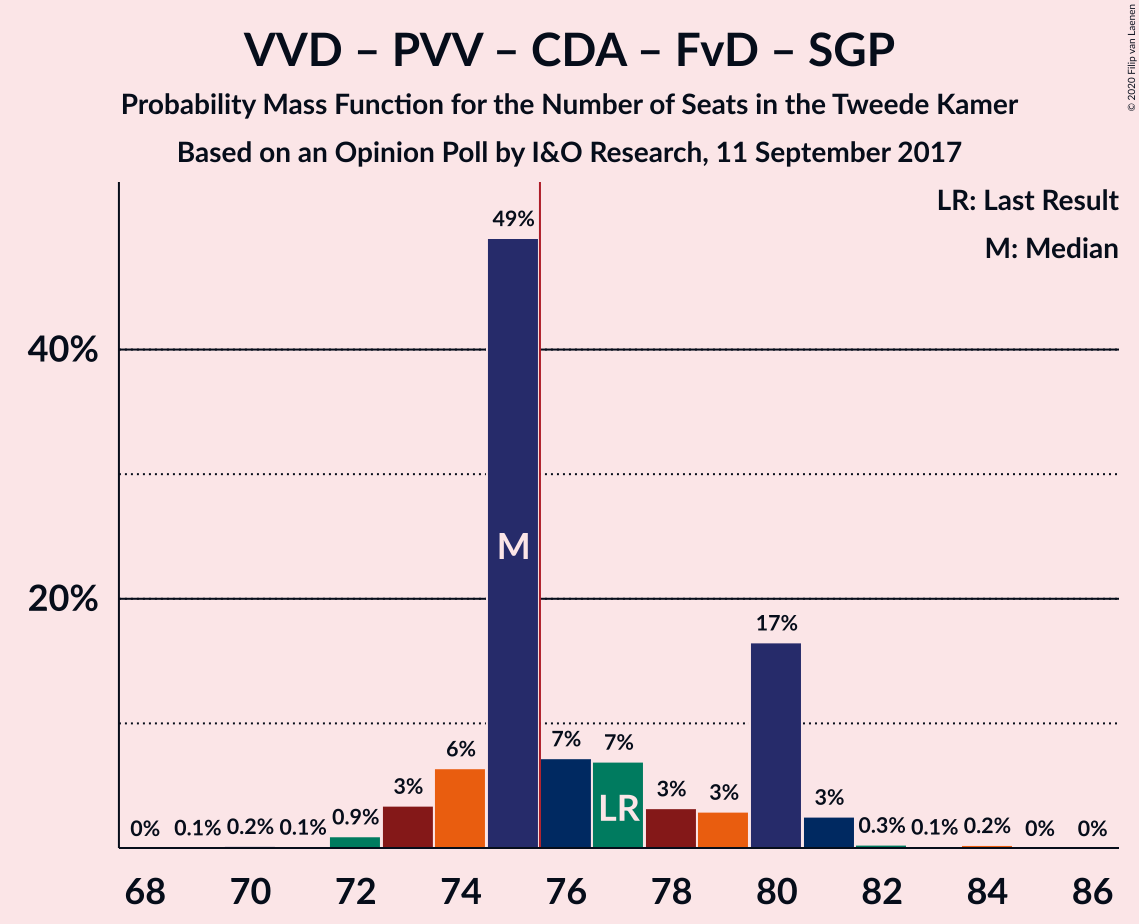 VVD – PVV – CDA – FvD – SGP
Probability Mass Function for the Number of Seats in the Tweede Kamer
Based on an Opinion Poll by I&O Research, 11 September 2017
© 2020 Filip van Laenen
LR: Last Result
M: Median
40%
20%
0%
0.1%
0.2%
0.1%
0.9%
3%
6%
49%
M
7%
7%
LR
3%
3%
17%
3%
0.3%
0.1%
0.2%
0%
0%
68 70 72 74 76 78 80 82 84 86